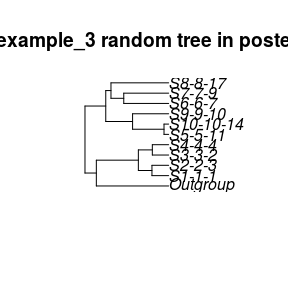 example_3 random tree in poste
S8-8-17
S7-7-9
S6-6-7
S9-9-10
S10-10-14
S5-5-11
S4-4-4
S3-3-2
S2-2-3
S1-1-1
Outgroup